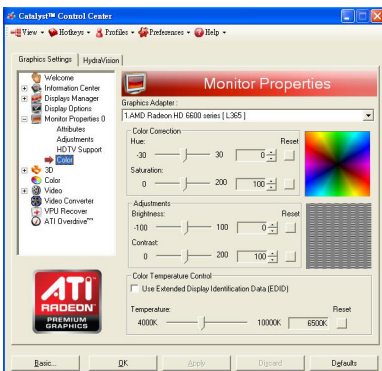 Catalyst™ Control Center
View Hotkeys Profiles Preferences Help
Graphics Settings HydraVision
Welcome
Information Center
Displays Manager
Display Options
Monitor Properties 0
Attributes
Adjustments
HDTV Support
Color
3D
Color
Video
Video Converter
VPU Recover
ATI Overdrive™
ATI
RADEON
PREMIUM
GRAPHICS
Monitor Properties
Graphics Adapter :
1.AMD Radeon HD 6600 series [ L365 ]
Color Correction
Hue: Reset
-30 30 0
Saturation:
0 200 100
Adjustments
Brightness: Reset
-100 100 0
Contrast:
0 200 100
Color Temperature Control
Use Extended Display Identification Data (EDID)
Temperature: Reset
4000K 10000K 6500K
Basic... OK Apply Discard Defaults